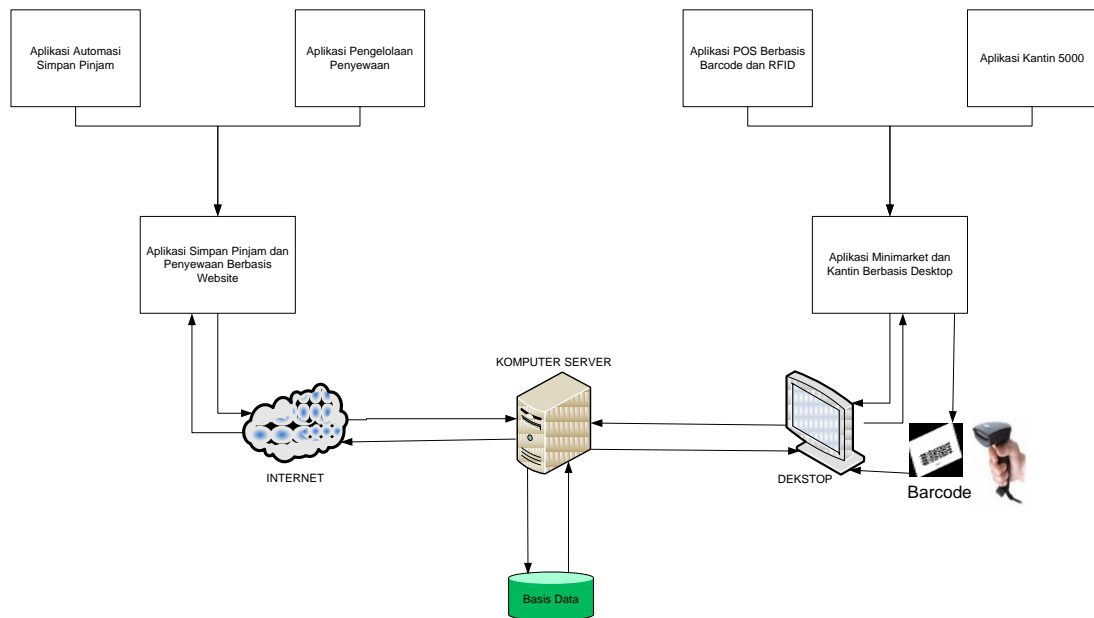 Aplikasi Automasi
Simpan Pinjam
Aplikasi Pengelolaan
Penyewaan
Aplikasi POS Berbasis
Barcode dan RFID
Aplikasi Kantin 5000
Aplikasi Simpan Pinjam dan
Penyewaan Berbasis
Website
Aplikasi Minimarket dan
Kantin Berbasis Desktop
KOMPUTER SERVER
INTERNET
DEKSTOP
Barcode
Basis Data